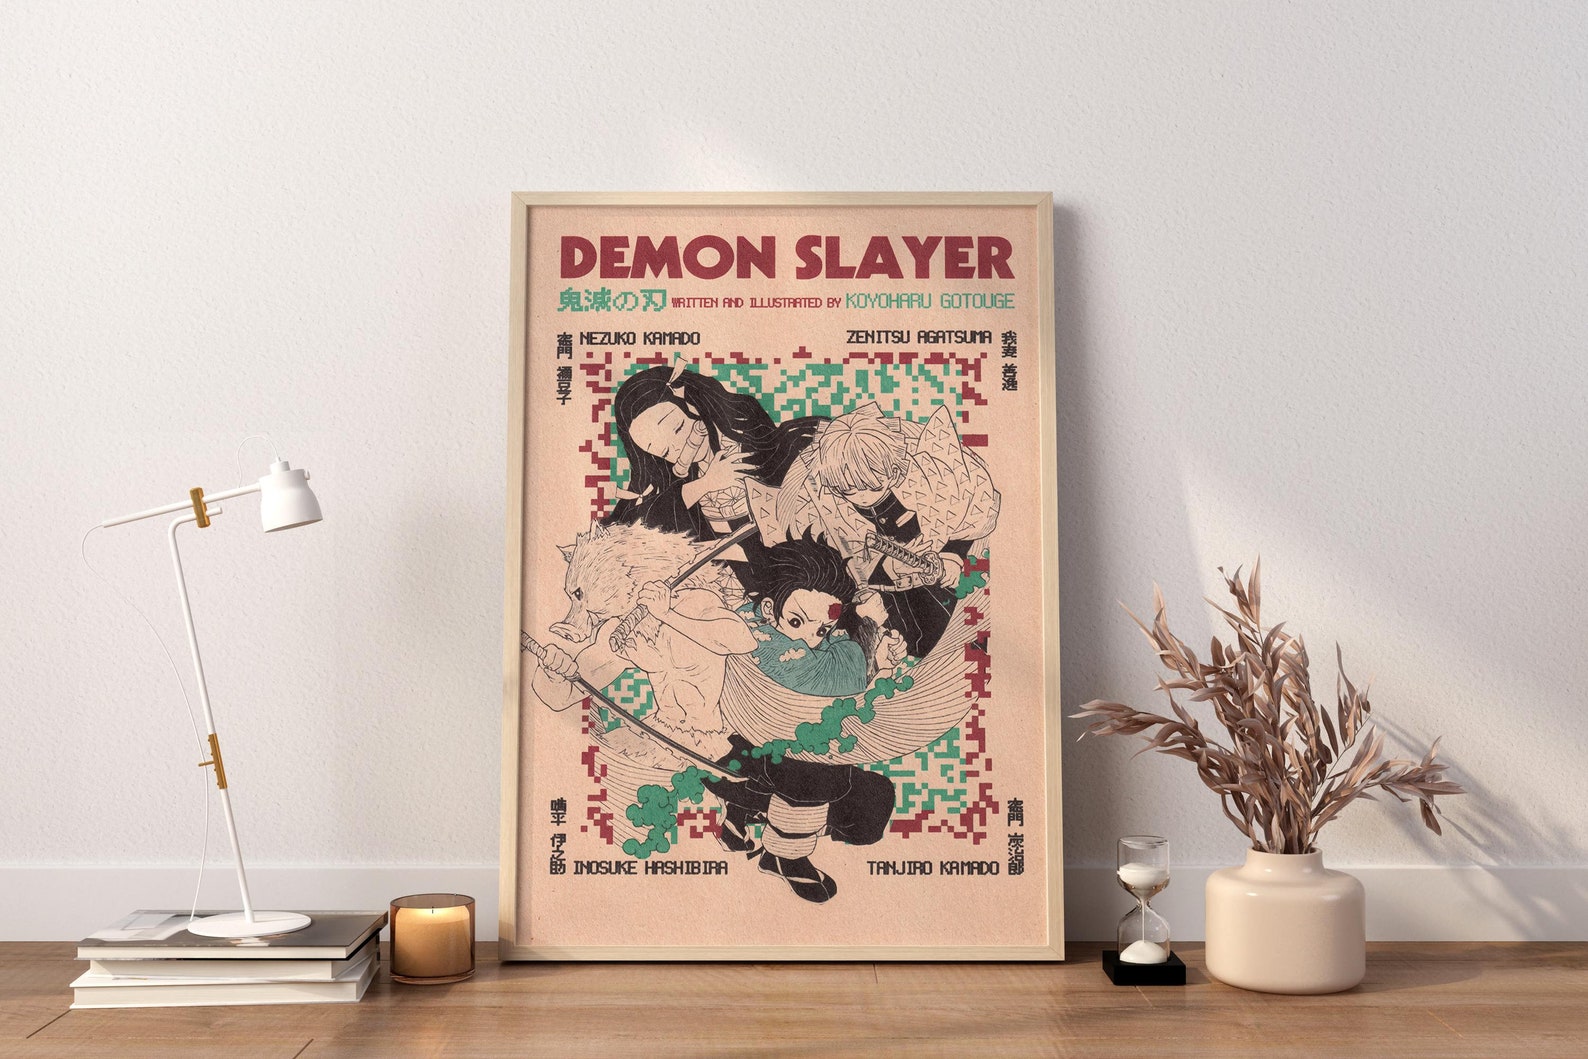 DEMON SLAYER
鬼滅の刃 WRITTEN AND ILLUSTRATED BY KOYOHARU GOTOUGE
竈門 禰豆子 NEZUKO KAMADO
ZENITSU AGATSUMA 我妻 善逸
嘴平 伊之助 INOSUKE HASHIBIRA
TANJIRO KAMADO 竈門 炭治郎